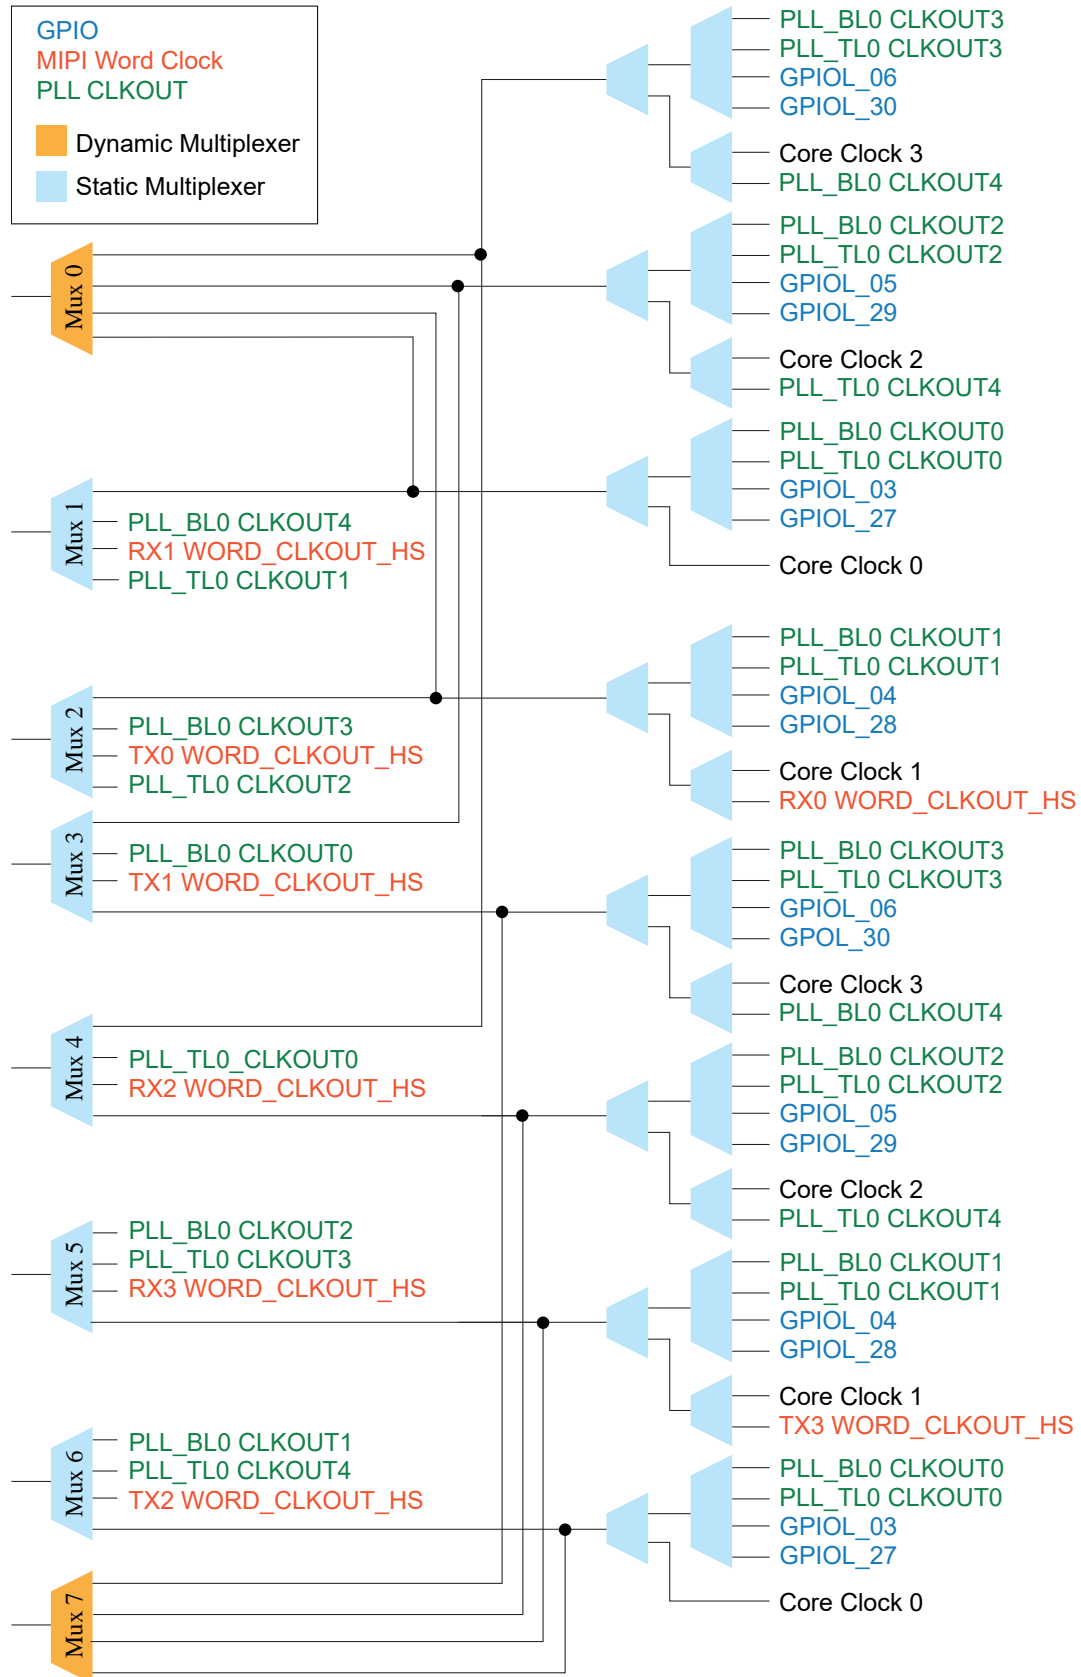 GPIO
MIPI Word Clock
PLL CLKOUT
Dynamic Multiplexer
Static Multiplexer
PLL_BL0 CLKOUT3
PLL_TL0 CLKOUT3
GPIOL_06
GPIOL_30
Core Clock 3
PLL_BL0 CLKOUT4
Mux 0
PLL_BL0 CLKOUT2
PLL_TL0 CLKOUT2
GPIOL_05
GPIOL_29
Core Clock 2
PLL_TL0 CLKOUT4
PLL_BL0 CLKOUT0
PLL_TL0 CLKOUT0
GPIOL_03
GPIOL_27
Core Clock 0
Mux 1
PLL_BL0 CLKOUT4
RX1 WORD_CLKOUT_HS
PLL_TL0 CLKOUT1
PLL_BL0 CLKOUT1
PLL_TL0 CLKOUT1
GPIOL_04
GPIOL_28
Core Clock 1
RX0 WORD_CLKOUT_HS
Mux 2
PLL_BL0 CLKOUT3
TX0 WORD_CLKOUT_HS
PLL_TL0 CLKOUT2
Mux 3
PLL_BL0 CLKOUT0
TX1 WORD_CLKOUT_HS
PLL_BL0 CLKOUT3
PLL_TL0 CLKOUT3
GPIOL_06
GPOL_30
Core Clock 3
PLL_BL0 CLKOUT4
Mux 4
PLL_TL0_CLKOUT0
RX2 WORD_CLKOUT_HS
PLL_BL0 CLKOUT2
PLL_TL0 CLKOUT2
GPIOL_05
GPIOL_29
Core Clock 2
PLL_TL0 CLKOUT4
Mux 5
PLL_BL0 CLKOUT2
PLL_TL0 CLKOUT3
RX3 WORD_CLKOUT_HS
PLL_BL0 CLKOUT1
PLL_TL0 CLKOUT1
GPIOL_04
GPIOL_28
Core Clock 1
TX3 WORD_CLKOUT_HS
Mux 6
PLL_BL0 CLKOUT1
PLL_TL0 CLKOUT4
TX2 WORD_CLKOUT_HS
PLL_BL0 CLKOUT0
PLL_TL0 CLKOUT0
GPIOL_03
GPIOL_27
Core Clock 0
Mux 7